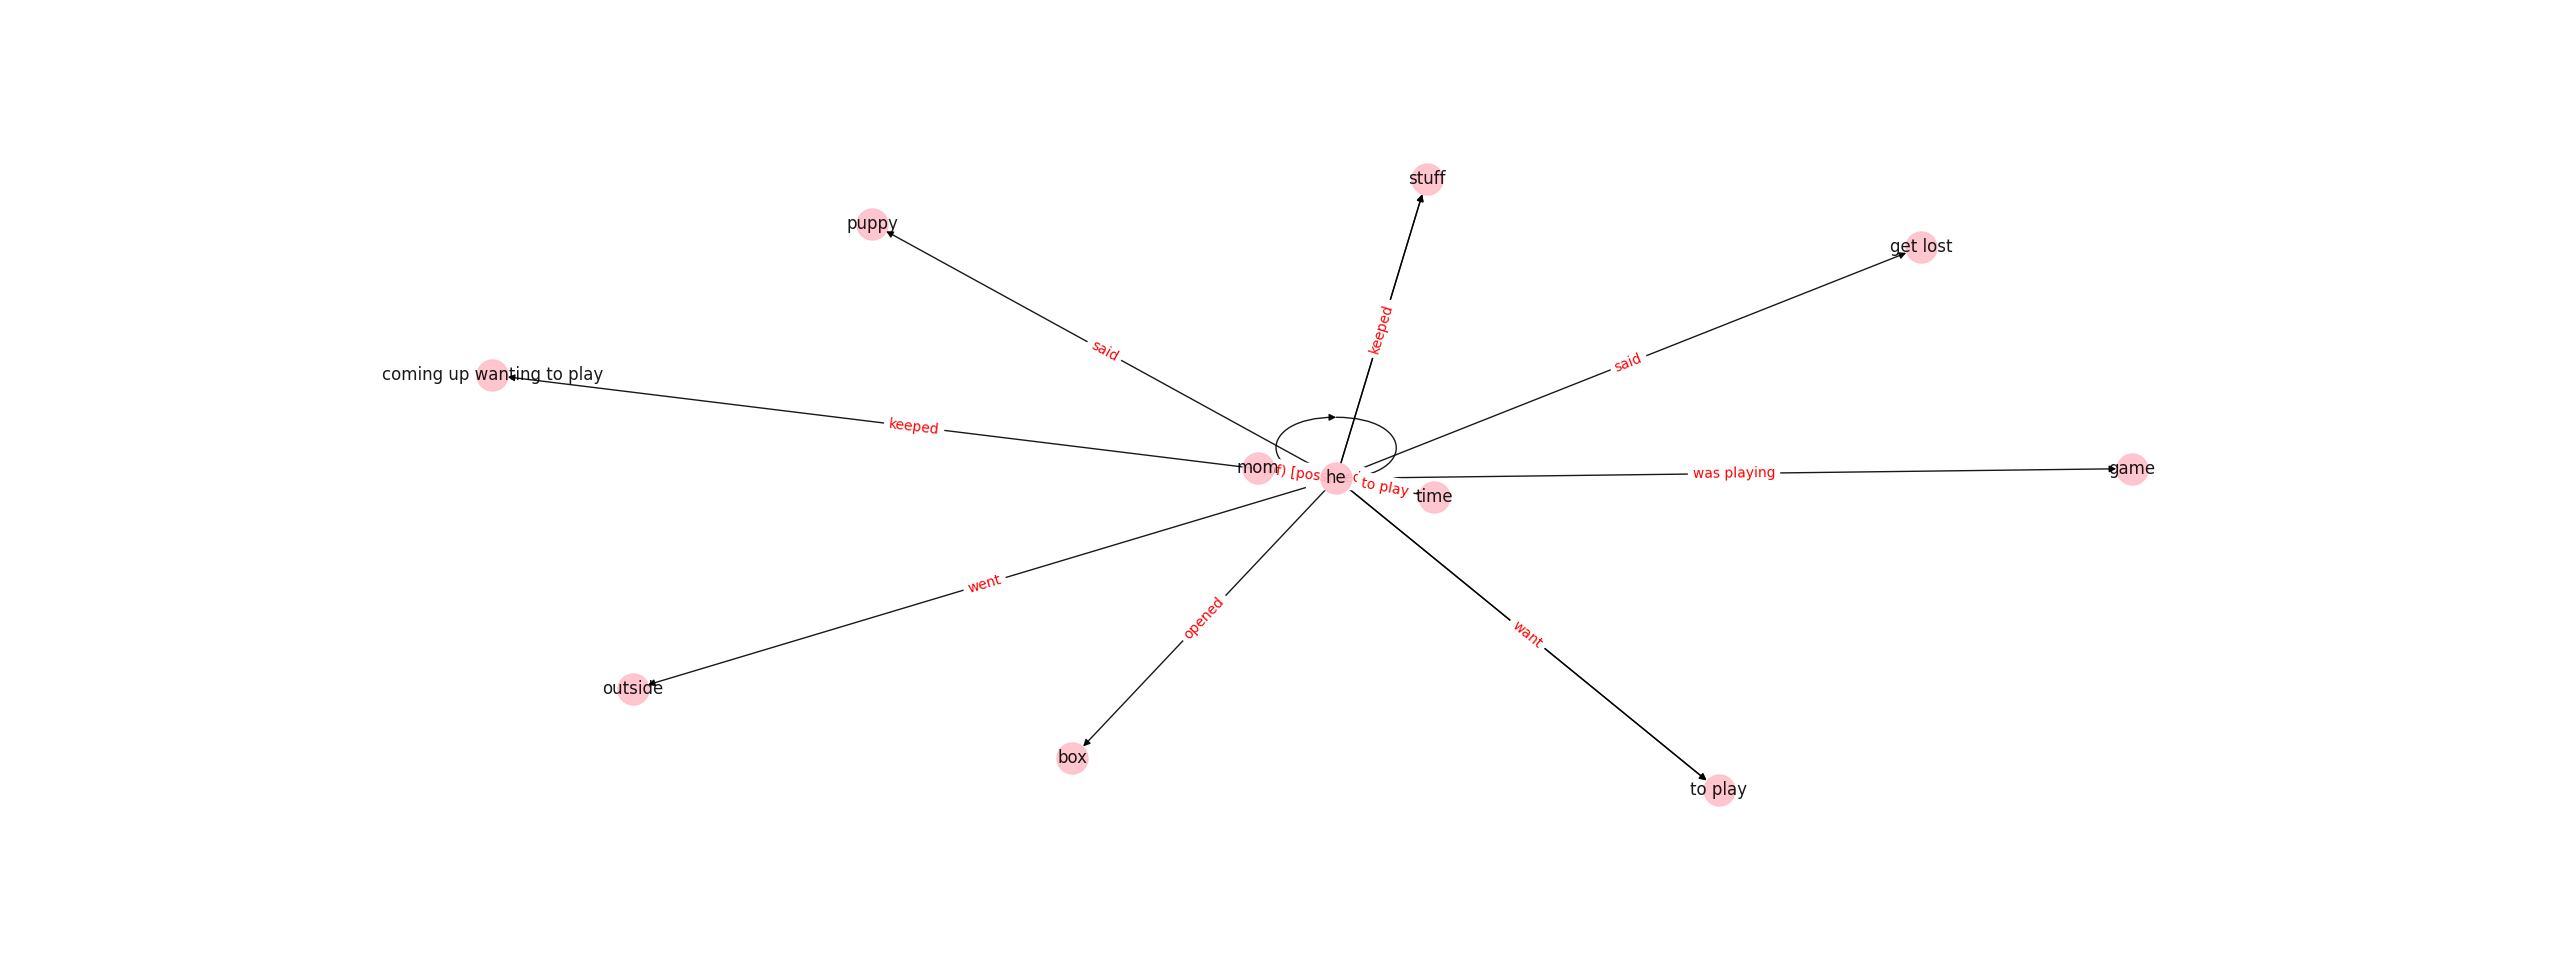 stuff
puppy
get lost
keeped
said
said
coming up wanting to play
keeped
mom
he
to play
time
was playing
game
went
opened
want
outside
box
to play